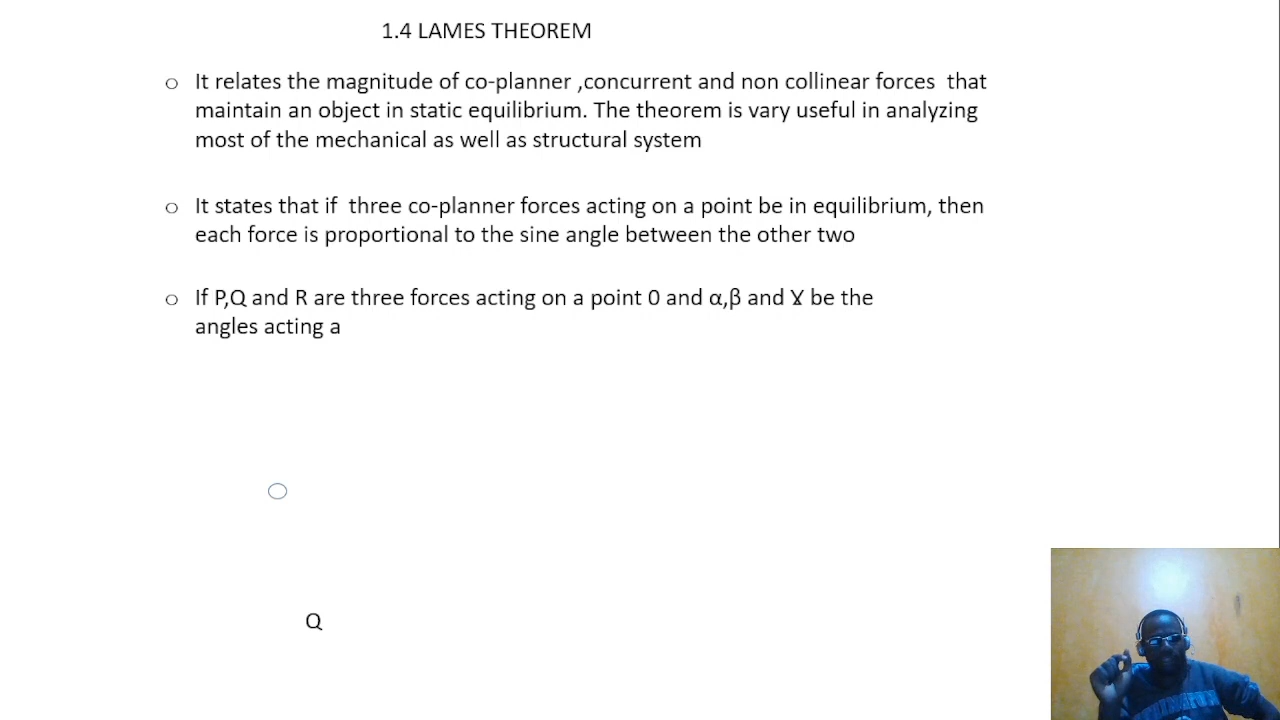 1.4 LAMES THEOREM
o It relates the magnitude of co-planner ,concurrent and non collinear forces that
maintain an object in static equilibrium. The theorem is vary useful in analyzing
most of the mechanical as well as structural system
o It states that if three co-planner forces acting on a point be in equilibrium, then
each force is proportional to the sine angle between the other two
o If P,Q and R are three forces acting on a point 0 and α,β and Ɣ be the
angles acting a
Q